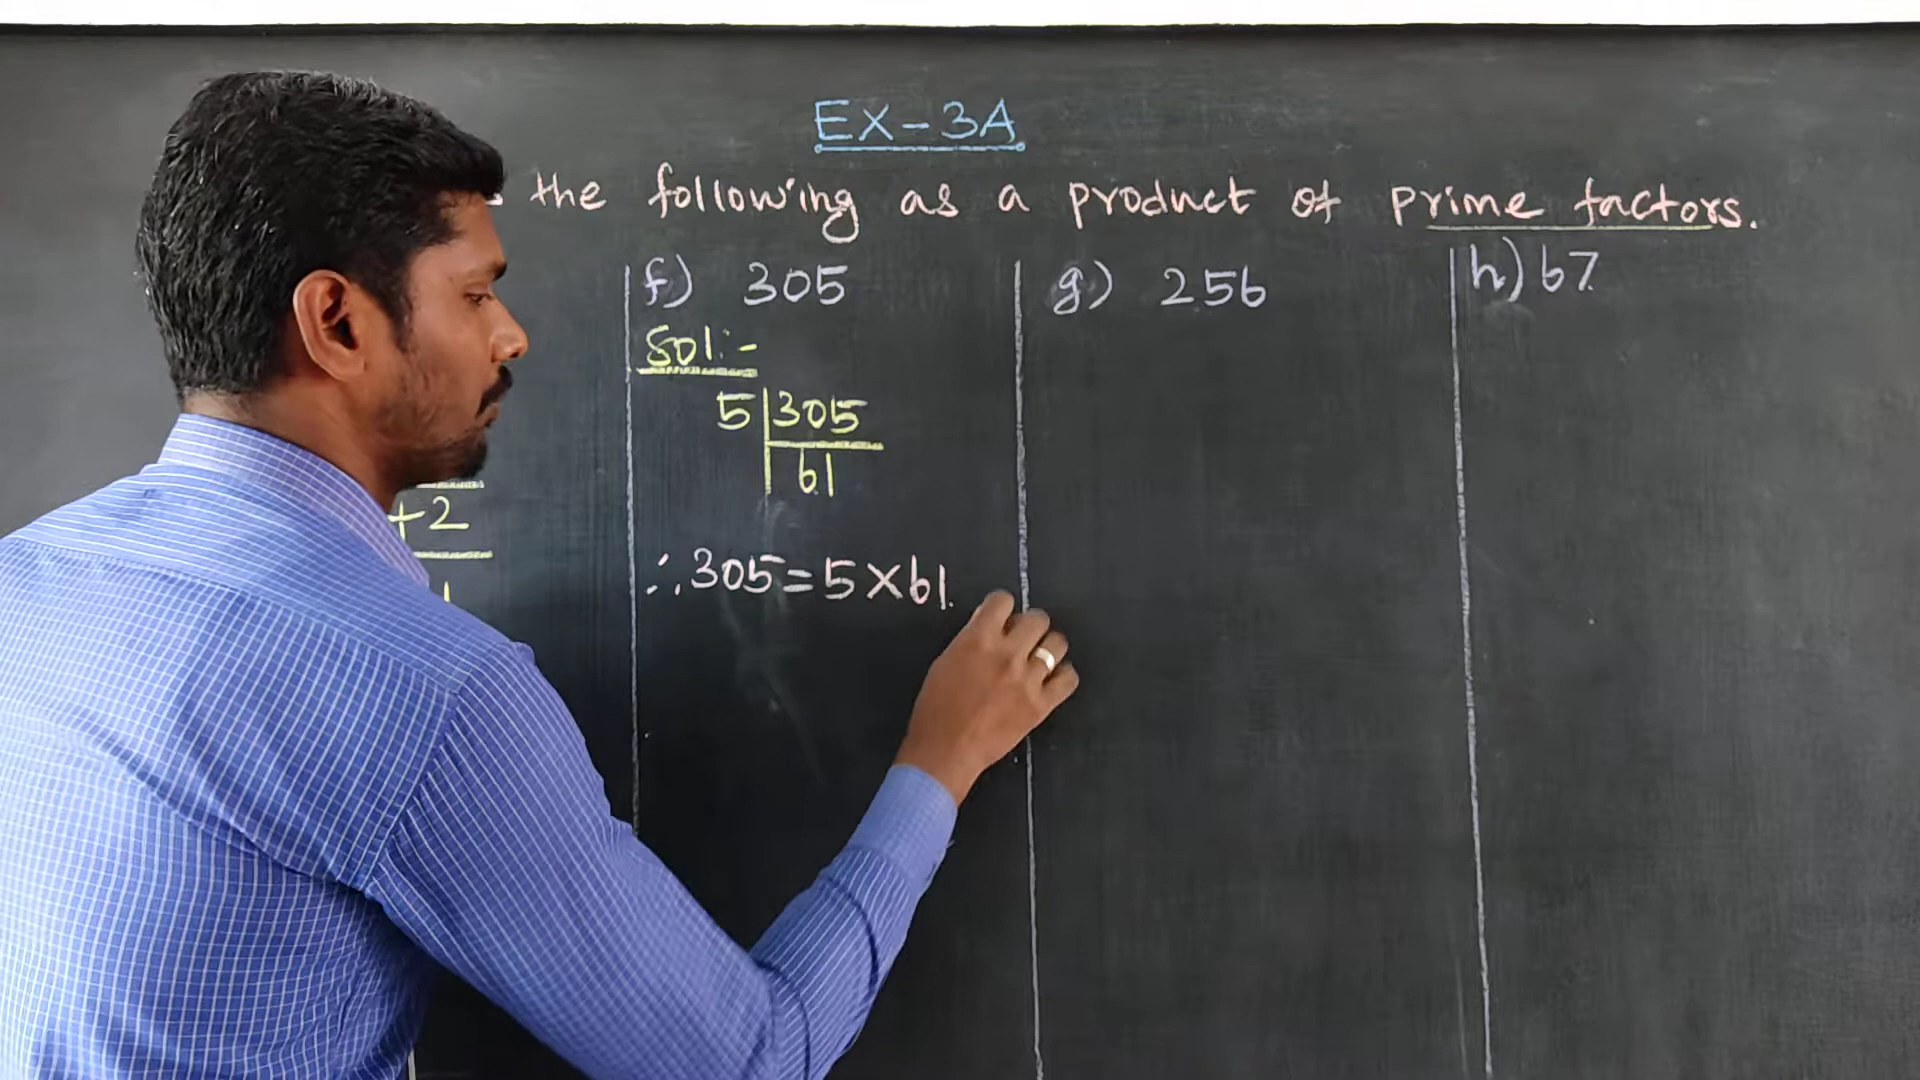 EX-3A
the following as a product of prime factors.
+2
f) 305
Sol:-
5 305
61
∴305=5×61.
g) 256
h) 67.